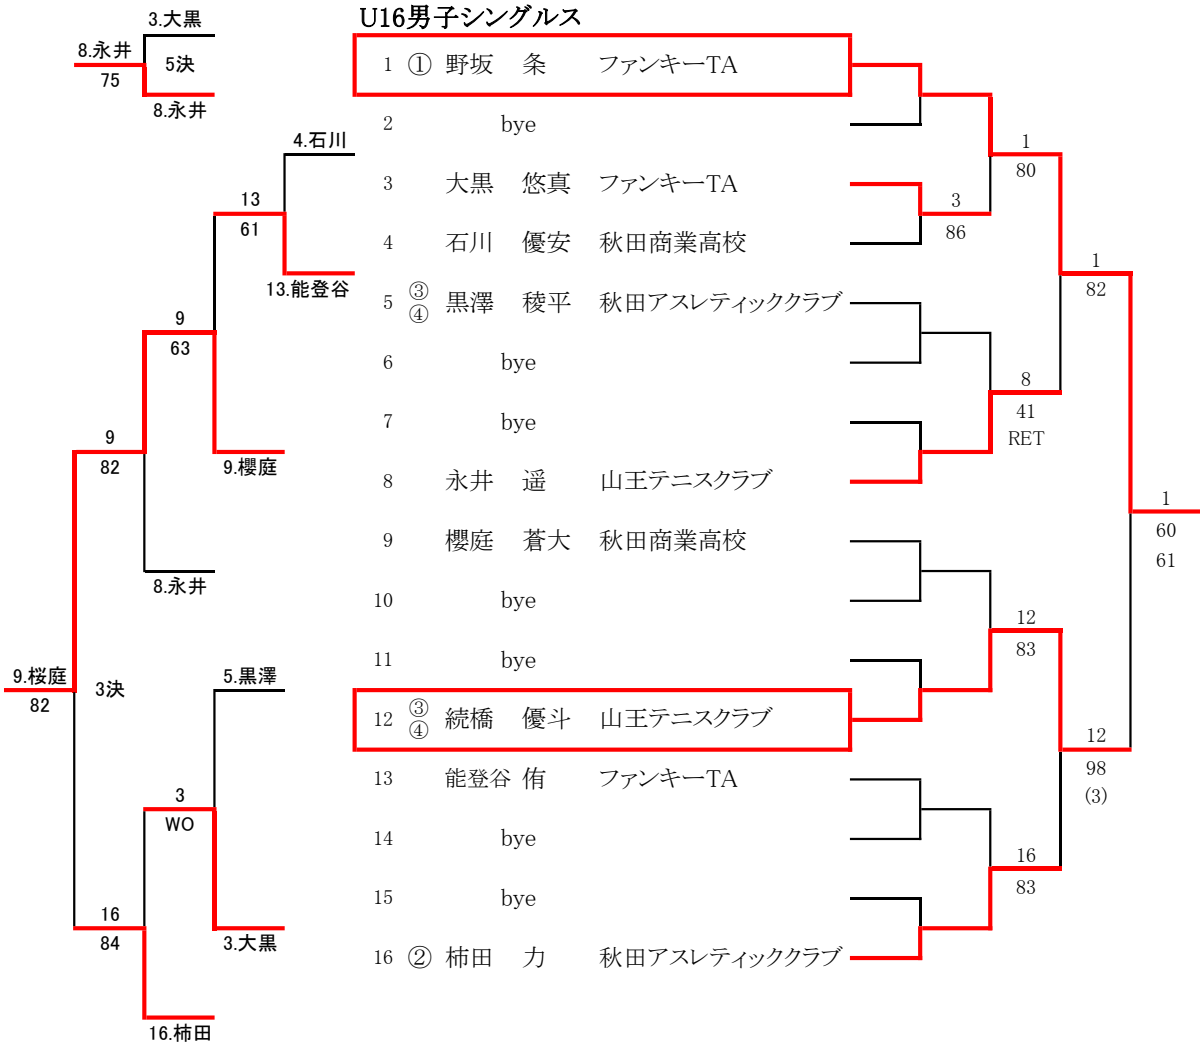 U16男子シングルス
3.大黒
8.永井
75
5決
8.永井
4.石川
13
61
13.能登谷
9
63
9
82
9.櫻庭
8.永井
9.桜庭
82
3決
5.黒澤
3
WO
16
84
3.大黒
16.柿田
1 ① 野坂 条 ファンキーTA
2 bye
3 大黒 悠真 ファンキーTA
4 石川 優安 秋田商業高校
5 ③④ 黒澤 稜平 秋田アスレティッククラブ
6 bye
7 bye
8 永井 遥 山王テニスクラブ
9 櫻庭 蒼大 秋田商業高校
10 bye
11 bye
12 ③④ 続橋 優斗 山王テニスクラブ
13 能登谷 侑 ファンキーTA
14 bye
15 bye
16 ② 柿田 力 秋田アスレティッククラブ
1
80
3
86
1
82
8
41
RET
1
60
61
12
83
12
98
(3)
16
83